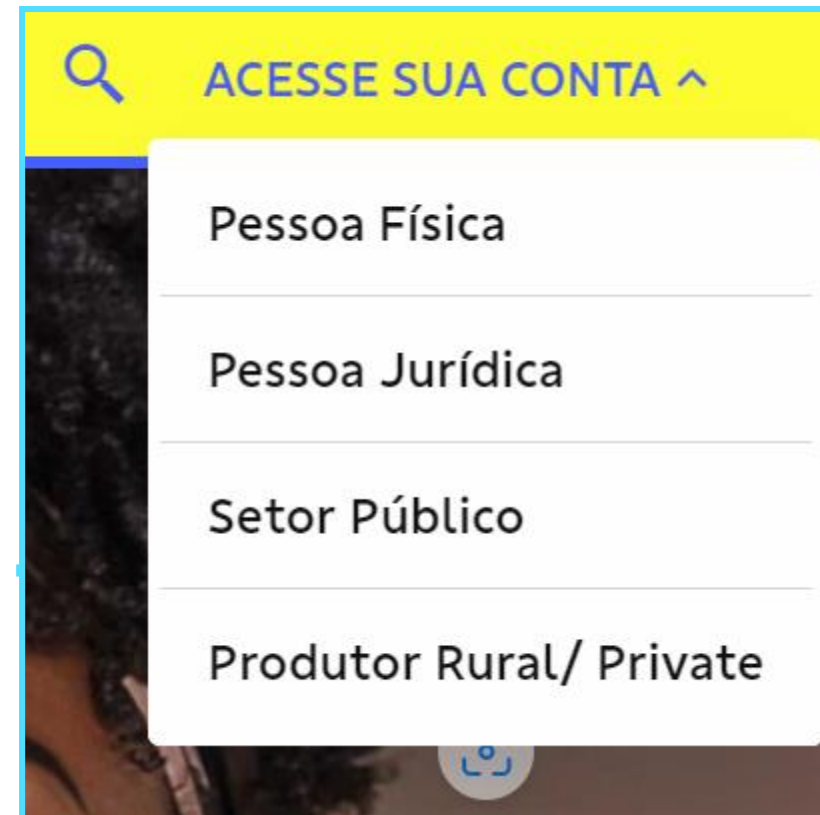 ACESSE SUA CONTA
Pessoa Física
Pessoa Jurídica
Setor Público
Produtor Rural/ Private